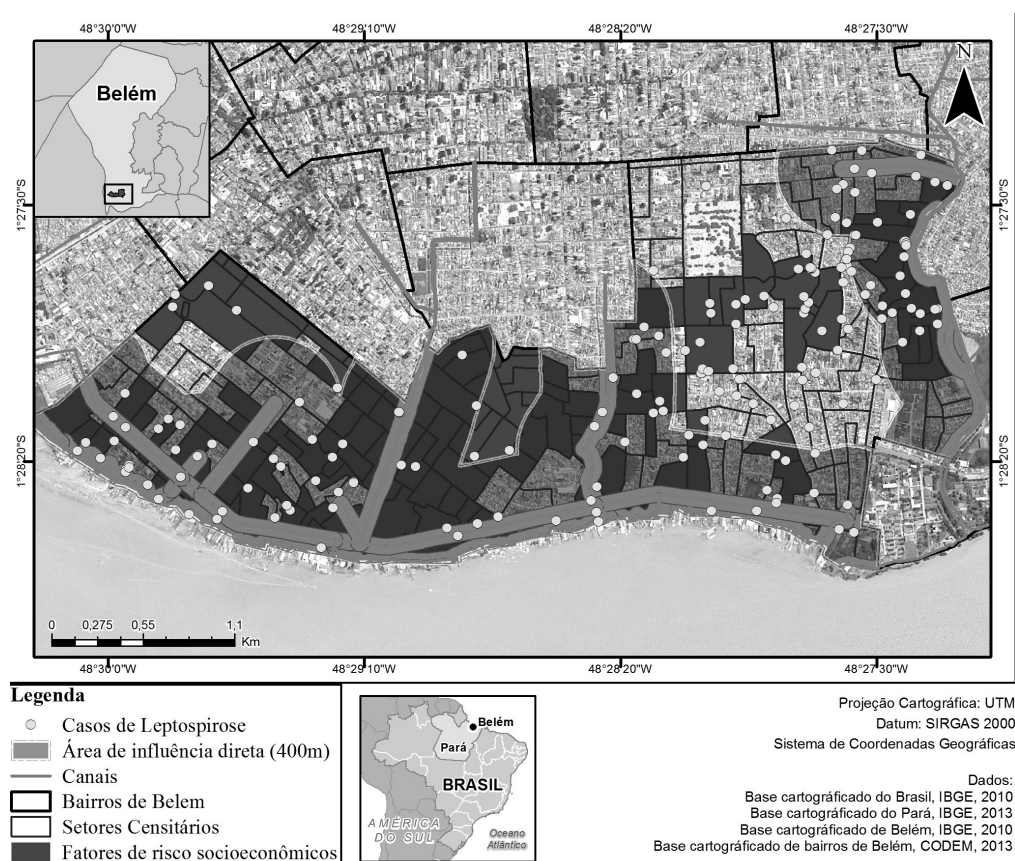 48°30'0"W 48°29'10"W 48°28'20"W 48°27'30"W
Belém
N
1°27'30"S 1°27'30"S
1°28'20"S 1°28'20"S
0 0,275 0,55 1,1
Km
48°30'0"W 48°29'10"W 48°28'20"W 48°27'30"W
Legenda
Casos de Leptospirose
Área de influência direta (400m)
Canais
Bairros de Belem
Setores Censitários
Fatores de risco socioeconômicos
Belém
Pará
BRASIL
AMÉRICA
DO SUL
Oceano
Atlântico
Projeção Cartográfica: UTM
Datum: SIRGAS 2000
Sistema de Coordenadas Geográficas
Dados:
Base cartográficado do Brasil, IBGE, 2010
Base cartográficado do Pará, IBGE, 2013
Base cartográficado de Belém, IBGE, 2010
Base cartográficado de bairros de Belém, CODEM, 2013